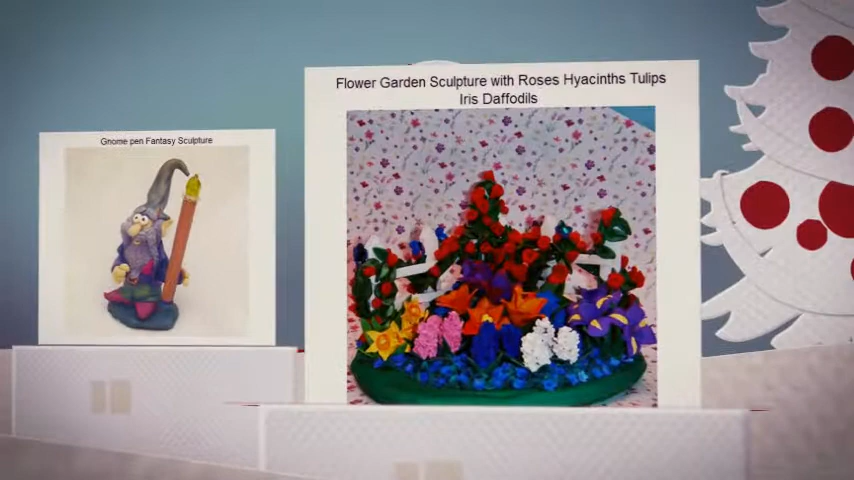 Gnome pen Fantasy Sculpture
Flower Garden Sculpture with Roses Hyacinths Tulips
Iris Daffodils